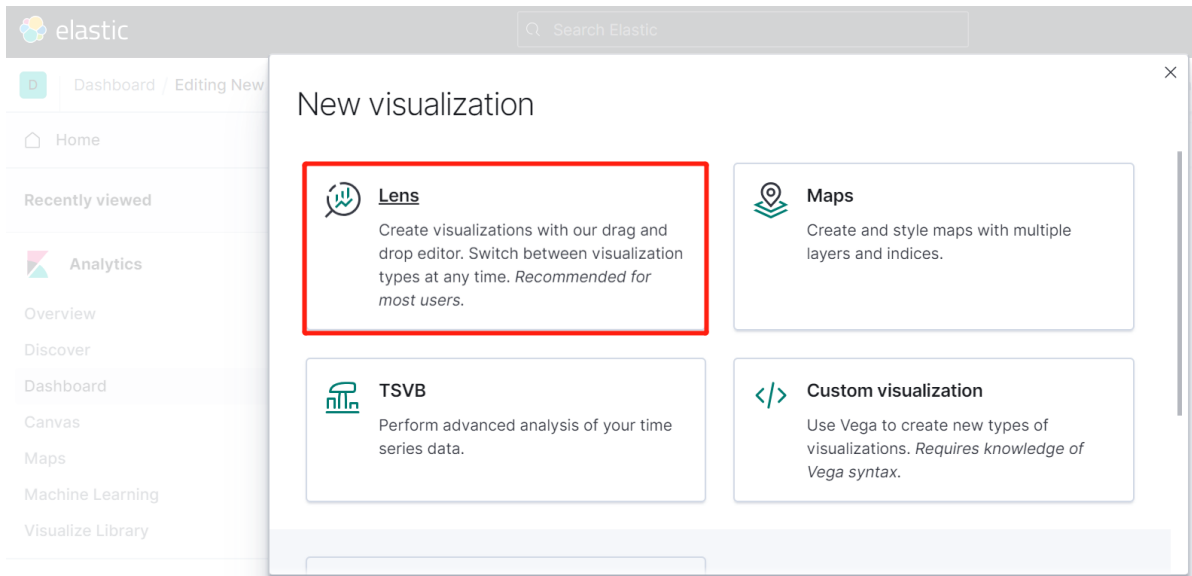 elastic
Search Elastic
D
Dashboard / Editing New
Home
Recently viewed
Analytics
Overview
Discover
Dashboard
Canvas
Maps
Machine Learning
Visualize Library
New visualization
Lens
Create visualizations with our drag and
drop editor. Switch between visualization
types at any time. Recommended for
most users.
Maps
Create and style maps with multiple
layers and indices.
TSVB
Perform advanced analysis of your time
series data.
Custom visualization
Use Vega to create new types of
visualizations. Requires knowledge of
Vega syntax.